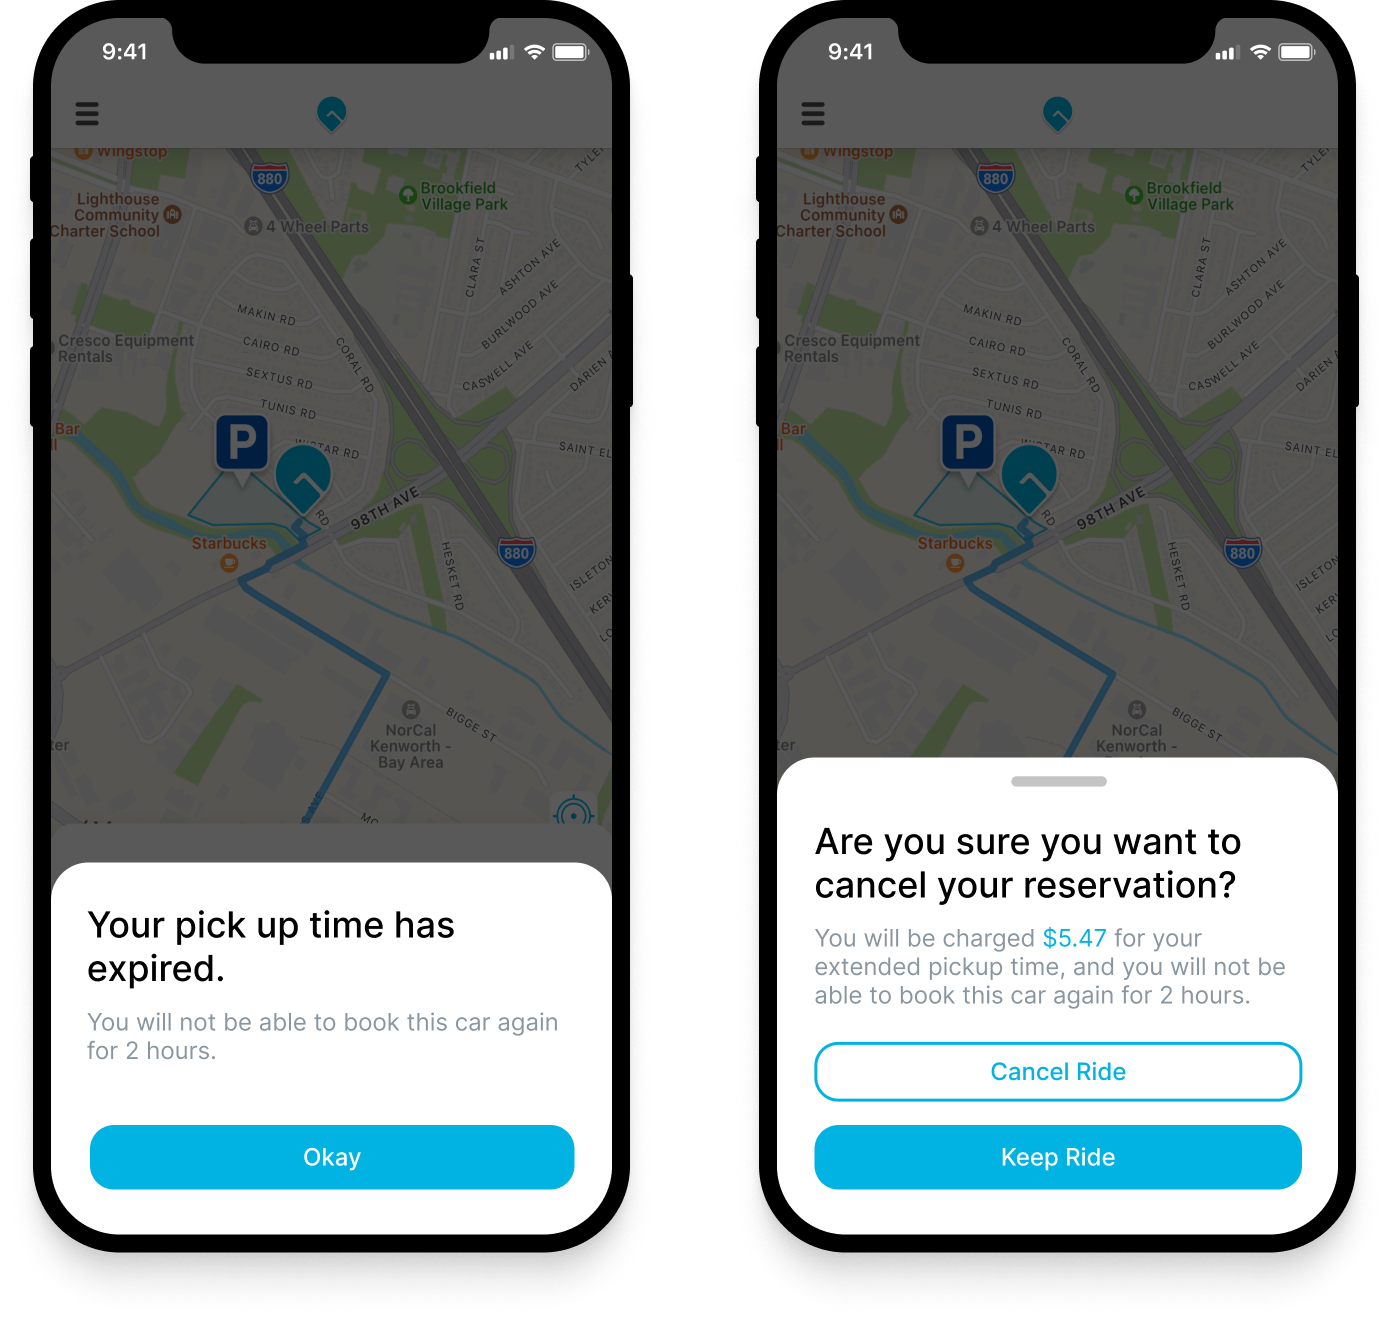 9:41
Wingstop
880
Brookfield
Village Park
Lighthouse
Community
Charter School
4 Wheel Parts
CLARA ST
ASHTON AVE
BURLWOOD AVE
MAKIN RD
Cresco Equipment
Rentals
CAIRO RD
CORAL RD
CASWELL AVE
DARIEN A
SEXTUS RD
TUNIS RD
Bar
P
WISTAR RD
SAINT EL
RD
98TH AVE
Starbucks
880
HESKET RD
ISLETON
BIGGE ST
NorCal
Kenworth -
Bay Area
ter
Your pick up time has
expired.
You will not be able to book this car again
for 2 hours.
Okay
9:41
Wingstop
880
Brookfield
Village Park
Lighthouse
Community
Charter School
4 Wheel Parts
CLARA ST
ASHTON AVE
BURLWOOD AVE
MAKIN RD
Cresco Equipment
Rentals
CAIRO RD
CORAL RD
CASWELL AVE
DARIEN A
SEXTUS RD
TUNIS RD
Bar
P
WISTAR RD
SAINT EL
RD
98TH AVE
Starbucks
880
HESKET RD
ISLETON
BIGGE ST
NorCal
Kenworth -
ter
Are you sure you want to
cancel your reservation?
You will be charged $5.47 for your
extended pickup time, and you will not be
able to book this car again for 2 hours.
Cancel Ride
Keep Ride